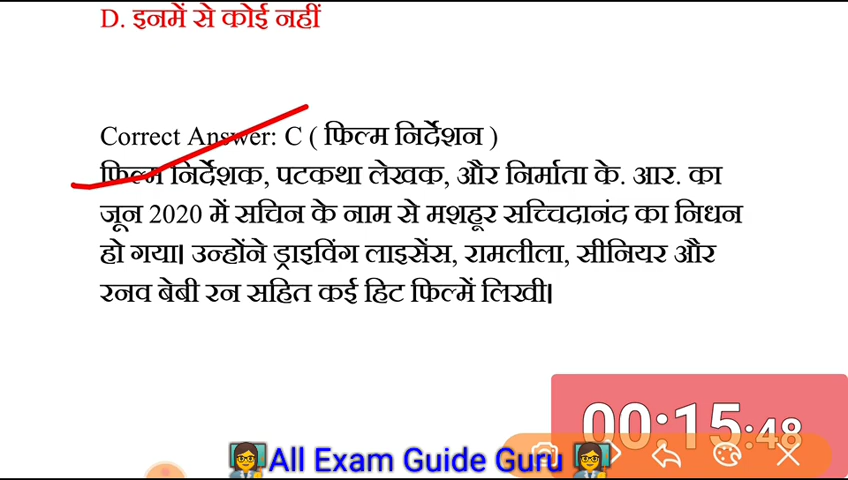 D. इनमें से कोई नहीं
Correct Answer: C ( फिल्म निर्देशन )
फिल्म निर्देशक, पटकथा लेखक, और निर्माता के. आर. का
जून 2020 में सचिन के नाम से मशहूर सच्चिदानंद का निधन
हो गया। उन्होंने ड्राइविंग लाइसेंस, रामलीला, सीनियर और
रनव बेबी रन सहित कई हिट फिल्में लिखी।
00:15:48
All Exam Guide Guru